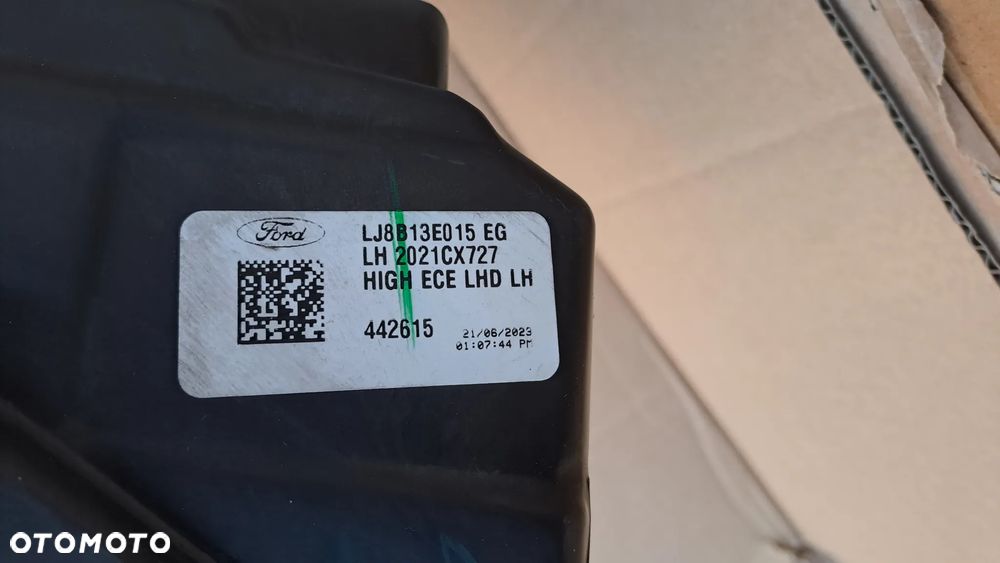 Ford
LJ8B13E015 EG
LH 2021CX727
HIGH ECE LHD LH
442615
21/06/2023
01:07:44 PM
OTOMOTO